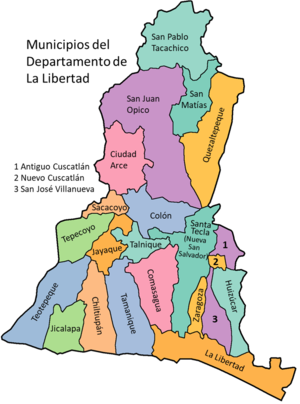 Municipios del
Departamento de
La Libertad
San Pablo
Tacachico
San Juan
Opico
San
Matías
Quezaltepeque
1 Antiguo Cuscatlán
2 Nuevo Cuscatlán
3 San José Villanueva
Ciudad
Arce
Sacacoyo
Colón
Santa
Tecla
(Nueva
San
Salvador)
Tepecoyo
Jayaque
Talnique
1
2
3
Teotepeque
Jicalapa
Chiltiupán
Tamanique
Comasagua
Zaragoza
Huizúcar
La Libertad